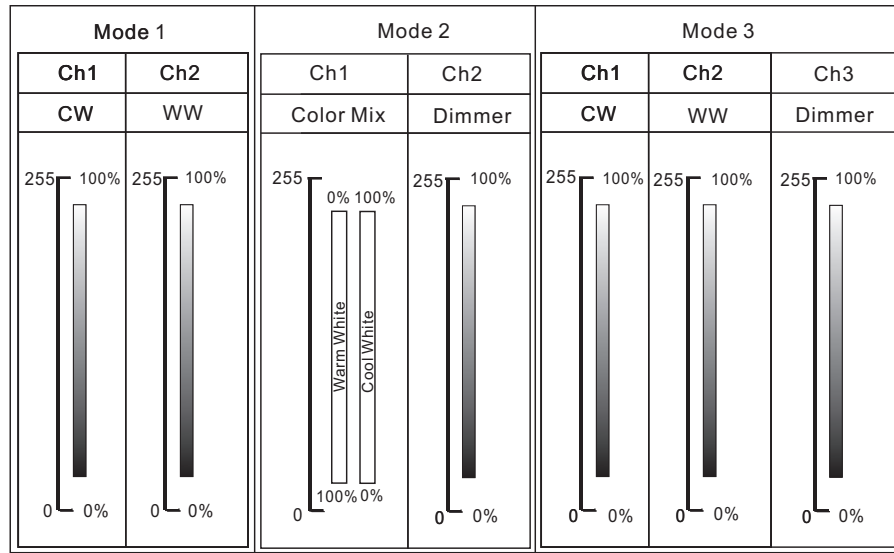 Mode 1 Mode 2 Mode 3
Ch1 Ch2 Ch1 Ch2 Ch1 Ch2 Ch3
CW WW Color Mix Dimmer CW WW Dimmer
255 100% 255 100% 255 255 100% 255 100% 255 100% 255 100%
0% 100%
Warm White
Cool White
100% 0%
0 0% 0 0% 0 0 0% 0 0% 0 0% 0 0%